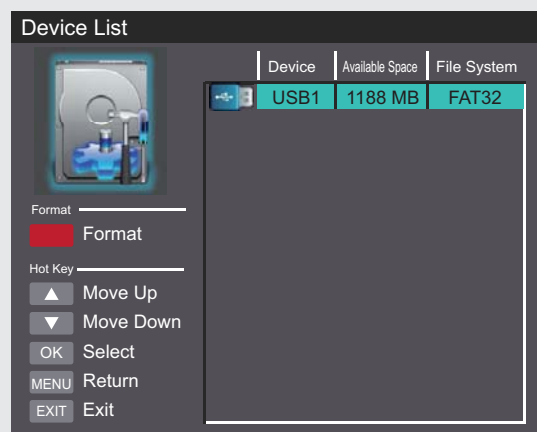 Device List
Device Available Space File System
USB1 1188 MB FAT32
Format
Format
Hot Key
Move Up
Move Down
OK Select
MENU Return
EXIT Exit